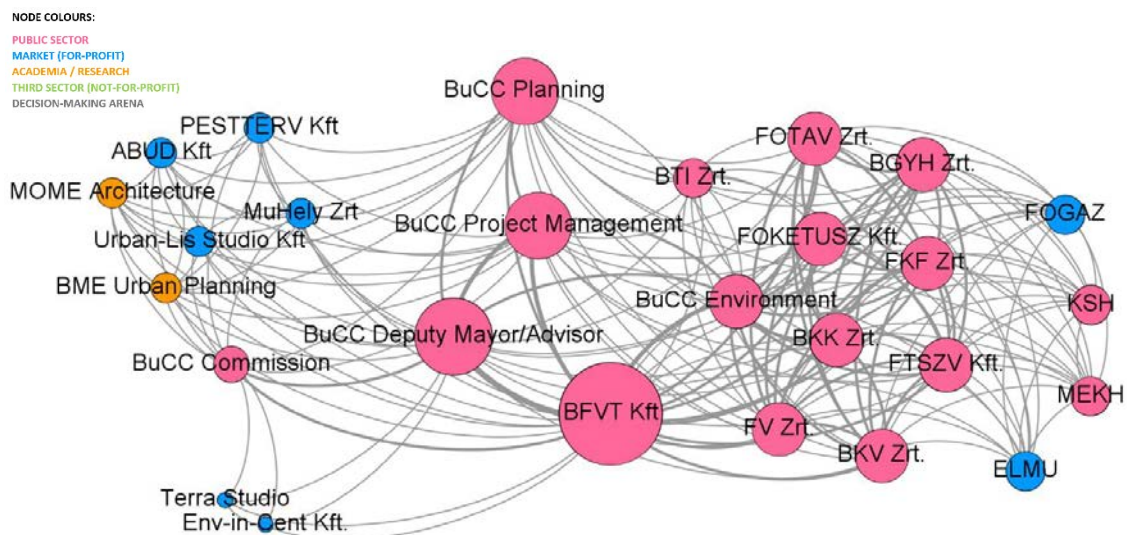 NODE COLOURS:
PUBLIC SECTOR
MARKET (FOR-PROFIT)
ACADEMIA / RESEARCH
THIRD SECTOR (NOT-FOR-PROFIT)
DECISION-MAKING ARENA
BuCC Planning
PESTTERV Kft
ABUD Kft
FOTAV Zrt.
BGYH Zrt.
BTI Zrt.
MOME Architecture
MuHely Zrt
FOGAZ
BuCC Project Management
Urban-Lis Studio Kft
FOKETUSZ Kft.
FKF Zrt.
BME Urban Planning
BuCC Environment
KSH
BuCC Deputy Mayor/Advisor
BKK Zrt.
BuCC Commission
FTSZV Kft.
MEKH
BFVT Kft
FV Zrt.
BKV Zrt.
ELMU
Terra Studio
Env-in-Cent Kft.